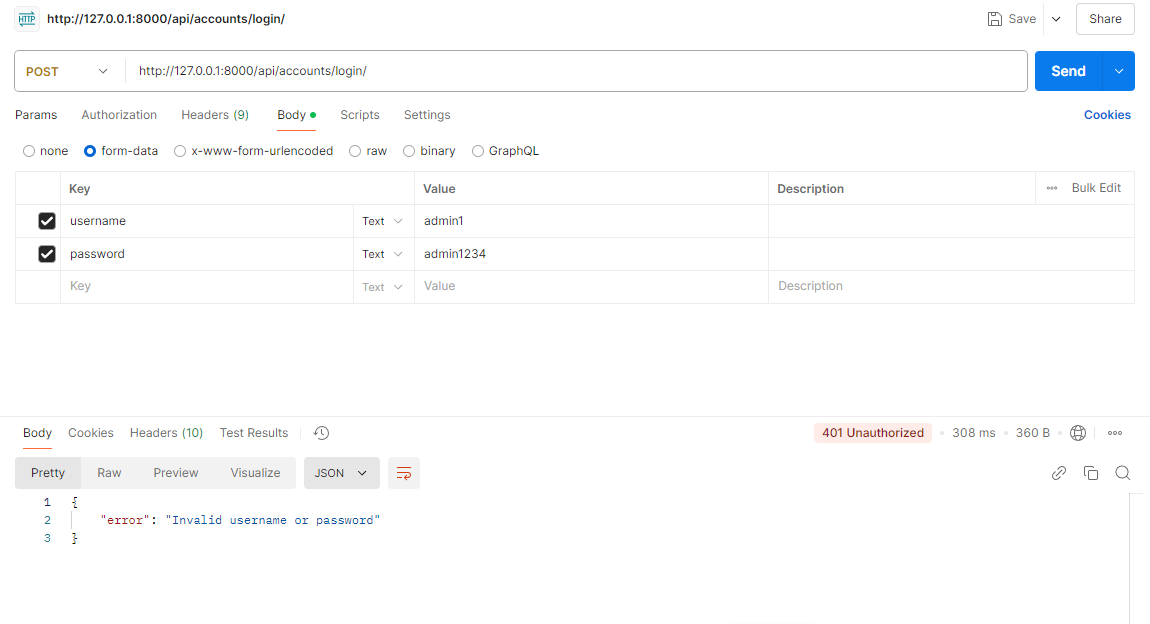 HTTP http://127.0.0.1:8000/api/accounts/login/ Save Share
POST http://127.0.0.1:8000/api/accounts/login/ Send
Params Authorization Headers (9) Body Scripts Settings Cookies
none form-data x-www-form-urlencoded raw binary GraphQL
Key Value Description Bulk Edit
username Text admin1
password Text admin1234
Key Text Value Description
Body Cookies Headers (10) Test Results 401 Unauthorized 308 ms 360 B
Pretty Raw Preview Visualize JSON
1 {
2 "error": "Invalid username or password"
3 }